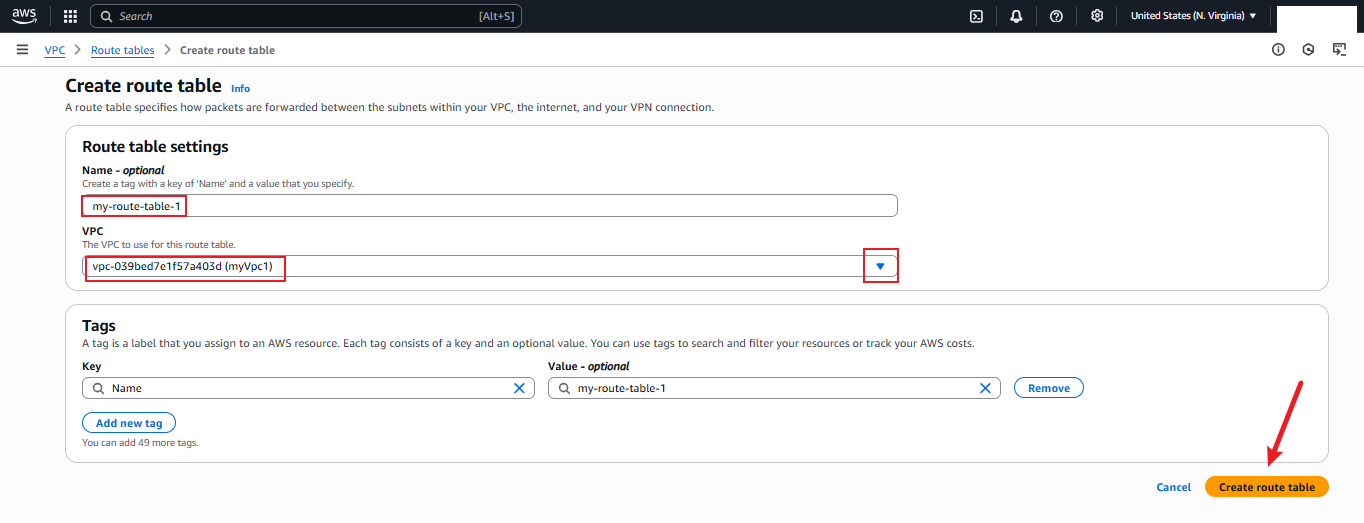 aws Search [Alt+S] United States (N. Virginia)
VPC Route tables Create route table
Create route table Info
A route table specifies how packets are forwarded between the subnets within your VPC, the internet, and your VPN connection.
Route table settings
Name - optional
Create a tag with a key of 'Name' and a value that you specify.
my-route-table-1
VPC
The VPC to use for this route table.
vpc-039bed7e1f57a403d (myVpc1)
Tags
A tag is a label that you assign to an AWS resource. Each tag consists of a key and an optional value. You can use tags to search and filter your resources or track your AWS costs.
Key Value - optional
Name my-route-table-1 Remove
Add new tag
You can add 49 more tags.
Cancel Create route table